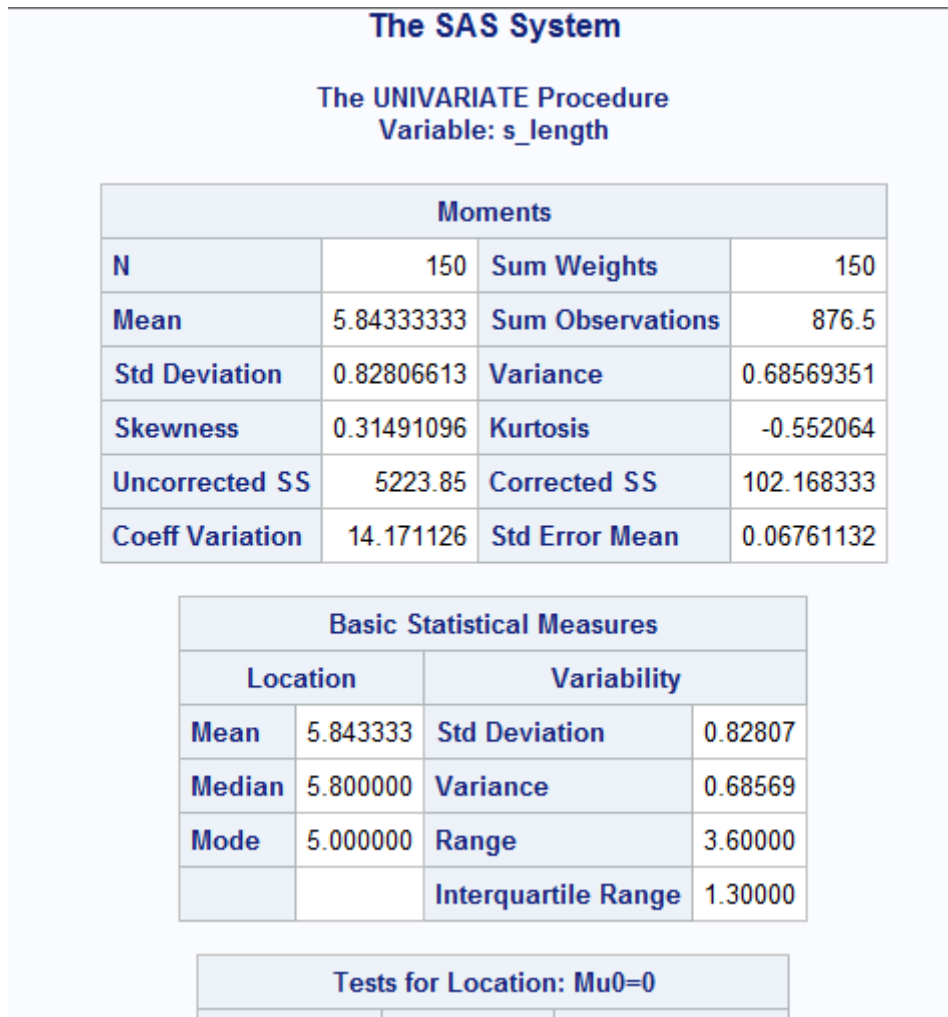 The SAS System
The UNIVARIATE Procedure
Variable: s_length
Moments
N 150 Sum Weights 150
Mean 5.84333333 Sum Observations 876.5
Std Deviation 0.82806613 Variance 0.68569351
Skewness 0.31491096 Kurtosis -0.552064
Uncorrected SS 5223.85 Corrected SS 102.168333
Coeff Variation 14.171126 Std Error Mean 0.06761132
Basic Statistical Measures
Location Variability
Mean 5.843333 Std Deviation 0.82807
Median 5.800000 Variance 0.68569
Mode 5.000000 Range 3.60000
Interquartile Range 1.30000
Tests for Location: Mu0=0